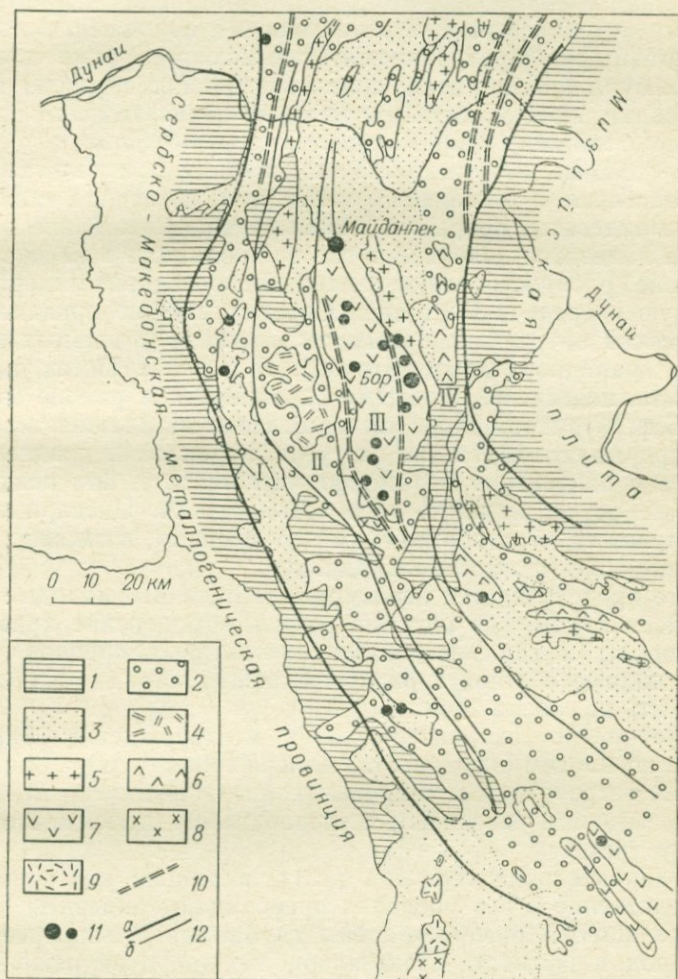 Дунай
Сербско-Македонская металлогеническая провинция
Мизийская плита
Майданпек
Дунай
Бор
I
II
III
IV
0 10 20 км
1
2
3
4
5
6
7
8
9
10
11
а
б
12